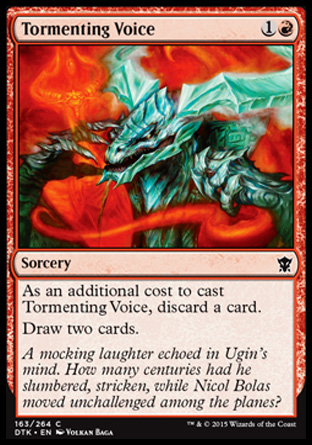 Tormenting Voice 1
Sorcery
As an additional cost to cast
Tormenting Voice, discard a card.
Draw two cards.
A mocking laughter echoed in Ugin's
mind. How many centuries had he
slumbered, stricken, while Nicol Bolas
moved unchallenged among the planes?
163/264 C
DTK • EN Volkan Baga
™ & © 2015 Wizards of the Coast